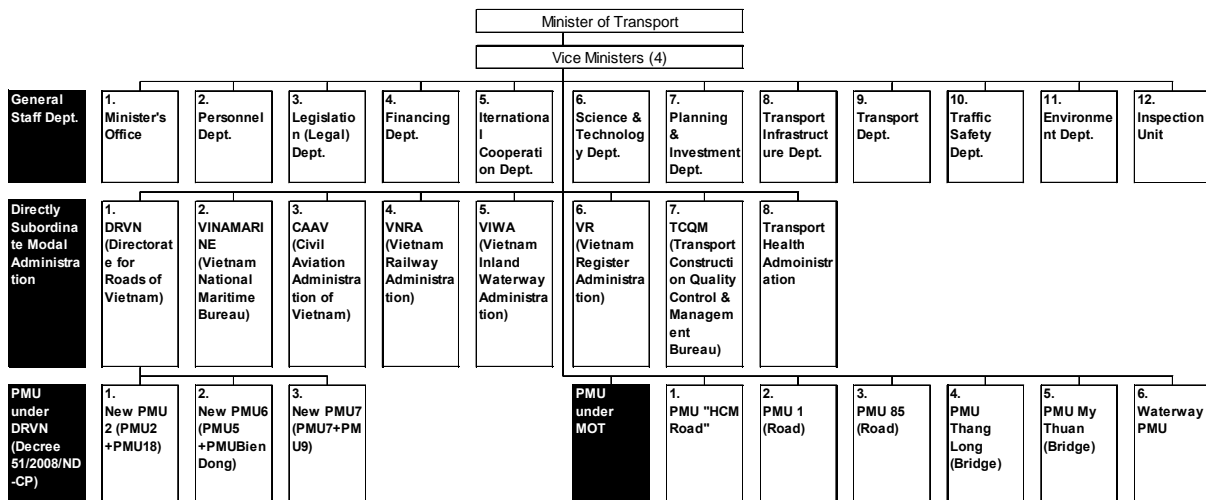 Minister of Transport
Vice Ministers (4)
General
Staff Dept.
1.
Minister's
Office
2.
Personnel
Dept.
3.
Legislatio
n (Legal)
Dept.
4.
Financing
Dept.
5.
Iternationa
l
Cooperati
on Dept.
6.
Science &
Technolog
y Dept.
7.
Planning
&
Investment
Dept.
8.
Transport
Infrastruct
ure Dept.
9.
Transport
Dept.
10.
Traffic
Safety
Dept.
11.
Environme
nt Dept.
12.
Inspection
Unit
Directly
Subordina
te Modal
Administra
tion
1.
DRVN
(Directorat
e for
Roads of
Vietnam)
2.
VINAMARI
NE
(Vietnam
National
Maritime
Bureau)
3.
CAAV
(Civil
Aviation
Administra
tion of
Vietnam)
4.
VNRA
(Vietnam
Railway
Administra
tion)
5.
VIWA
(Vietnam
Inland
Waterway
Administra
tion)
6.
VR
(Vietnam
Register
Administra
tion)
7.
TCQM
(Transport
Constructi
on Quality
Control &
Managem
ent
Bureau)
8.
Transport
Health
Admoinistr
ation
PMU
under
DRVN
(Decree
51/2008/ND
-CP)
1.
New PMU
2 (PMU2
+PMU18)
2.
New PMU6
(PMU5
+PMUBien
Dong)
3.
New PMU7
(PMU7+PM
U9)
PMU
under
MOT
1.
PMU "HCM
Road"
2.
PMU 1
(Road)
3.
PMU 85
(Road)
4.
PMU
Thang
Long
(Bridge)
5.
PMU My
Thuan
(Bridge)
6.
Waterway
PMU